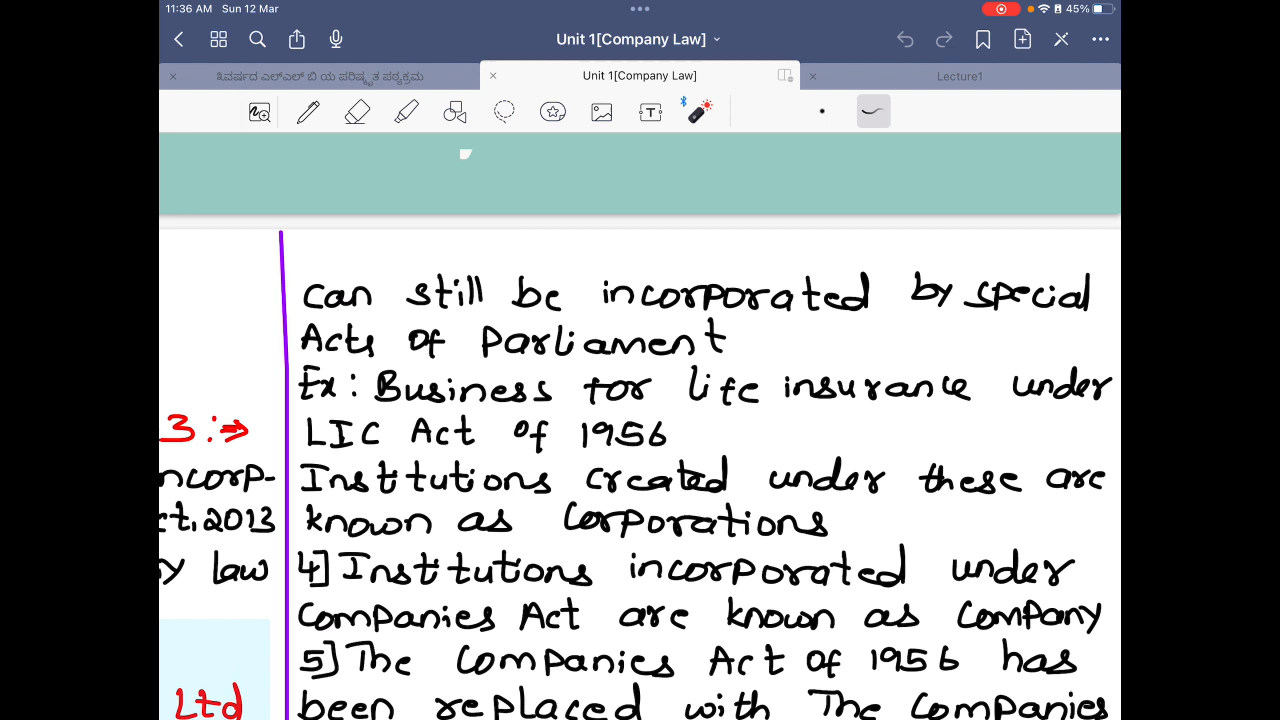 11:36 AM Sun 12 Mar
45%
Unit 1[Company Law]
೩ವರ್ಷದ ಎಲ್ಎಲ್ ಬಿ ಯ ಪರಿಷ್ಕೃತ ಪಠ್ಯಕ್ರಮ
Unit 1[Company Law]
Lecture1
can still be incorporated by special
Acts of Parliament
Ex: Business for life insurance under
LIC Act of 1956
3:⇒
Institutions created under these are
ncorp-
known as Corporations
ct, 2013
4] Institutions incorporated under
y law
Companies Act are known as Company
5] The Companies Act of 1956 has
been replaced with The Companies
Ltd